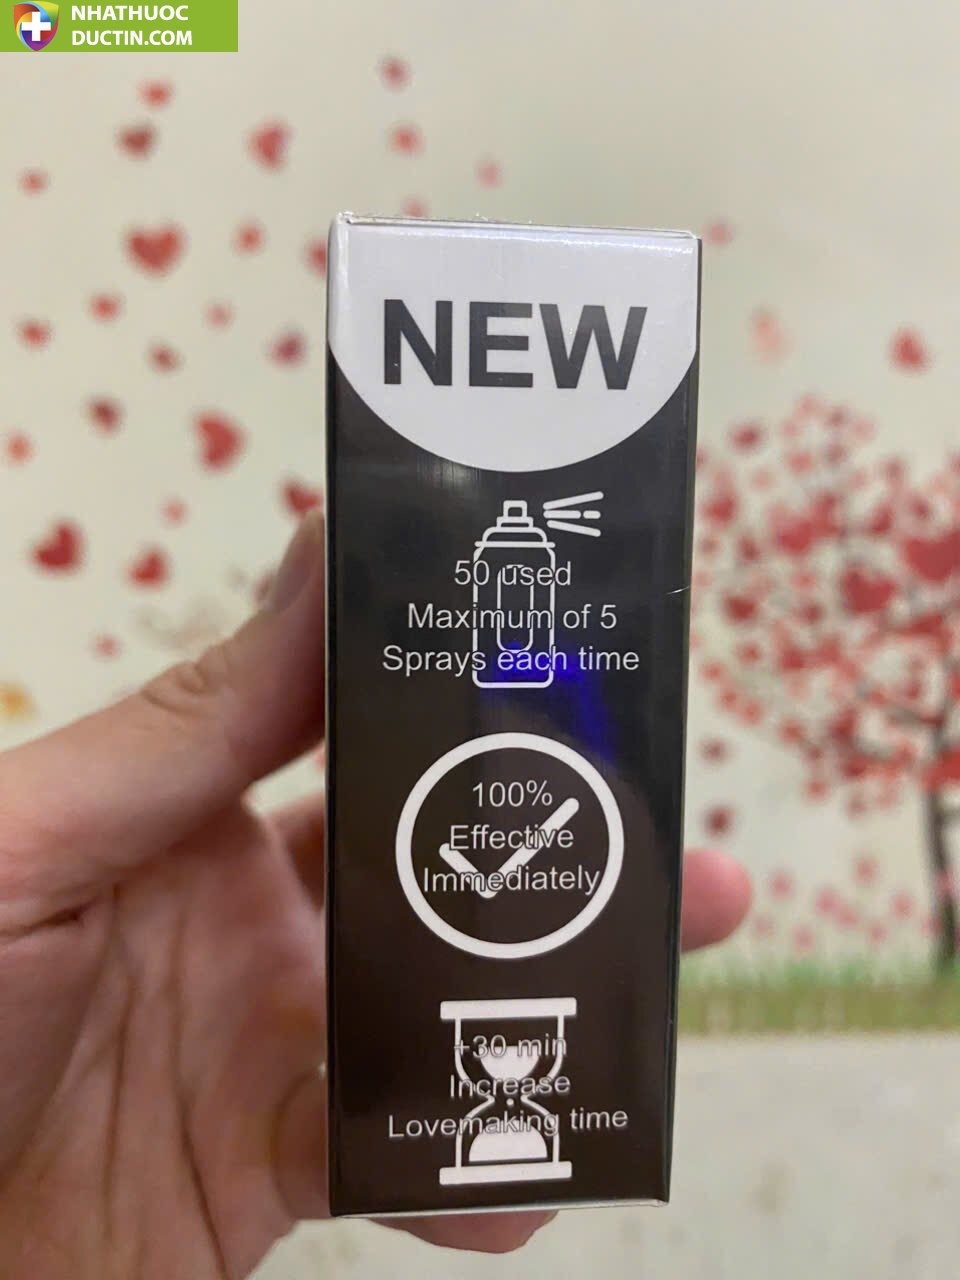 NHATHUOC
DUCTIN.COM
NEW
50 used
Maximum of 5
Sprays each time
100%
Effective
Immediately
+30 min
Increase
Lovemaking time